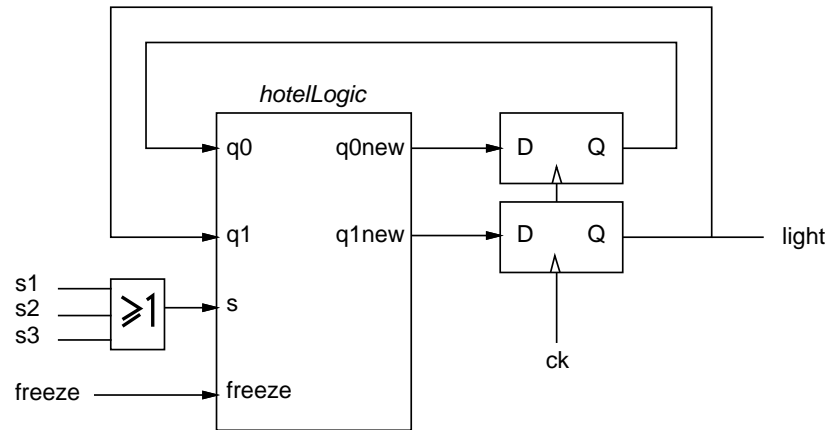 hotelLogic
q0 q0new D Q
q1 q1new D Q
light
s1
s2
s3
≥1
s
ck
freeze freeze